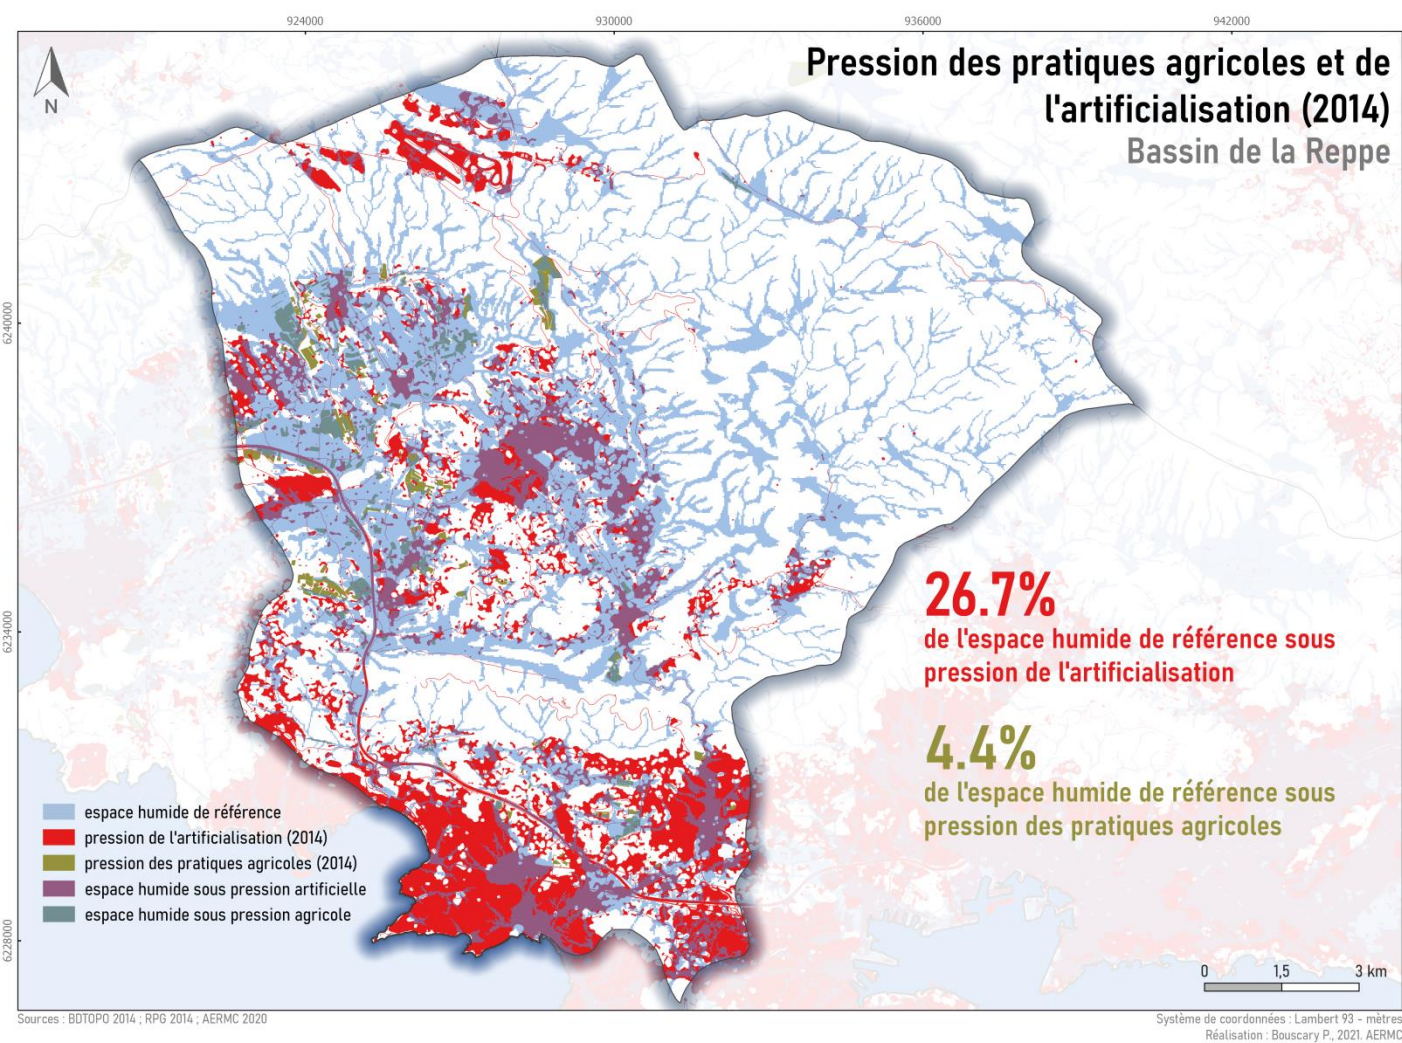 924000
930000
936000
942000
N
Pression des pratiques agricoles et de
l'artificialisation (2014)
Bassin de la Reppe
6240000
6234000
6228000
26.7%
de l'espace humide de référence sous
pression de l'artificialisation
4.4%
de l'espace humide de référence sous
pression des pratiques agricoles
espace humide de référence
pression de l'artificialisation (2014)
pression des pratiques agricoles (2014)
espace humide sous pression artificielle
espace humide sous pression agricole
0 1,5 3 km
Sources : BDTOPO 2014 ; RPG 2014 ; AERMC 2020
Système de coordonnées : Lambert 93 - mètres
Réalisation : Bouscary P., 2021. AERMC